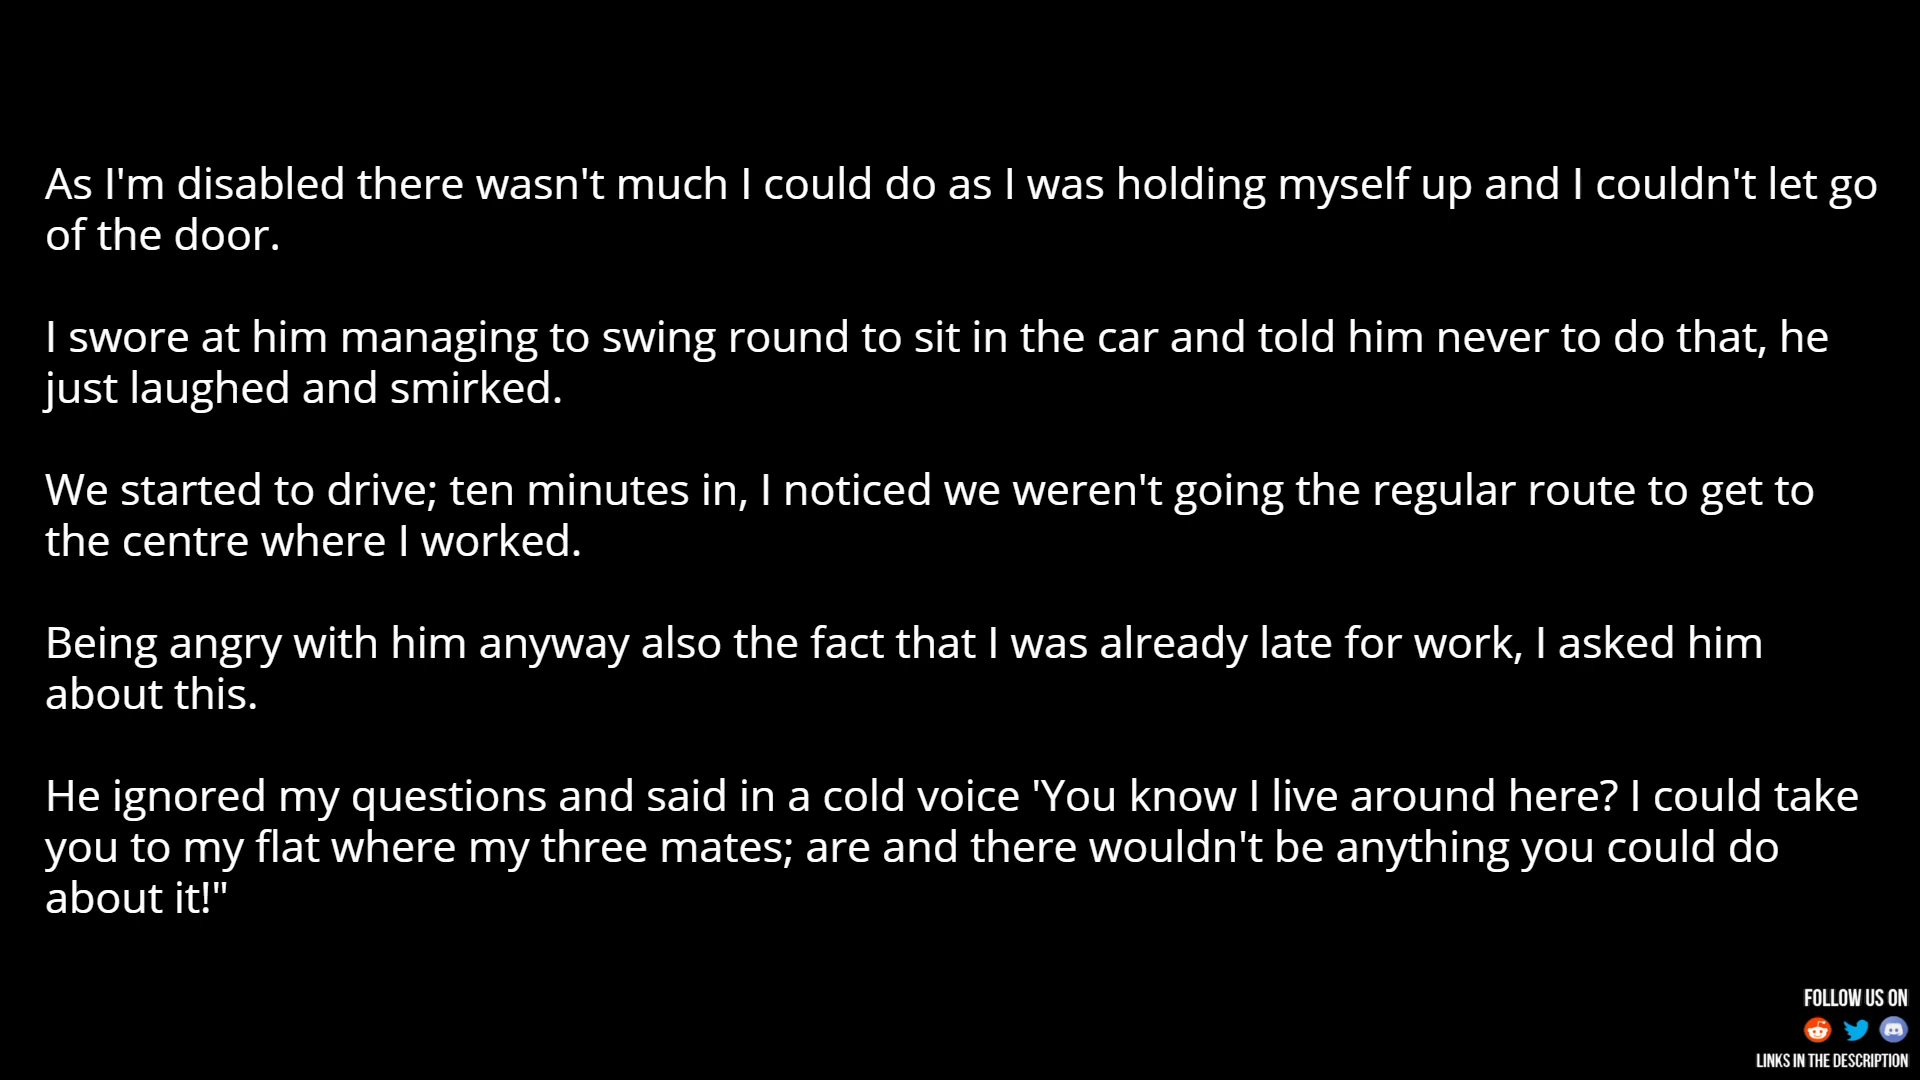 As I'm disabled there wasn't much I could do as I was holding myself up and I couldn't let go
of the door.
I swore at him managing to swing round to sit in the car and told him never to do that, he
just laughed and smirked.
We started to drive; ten minutes in, I noticed we weren't going the regular route to get to
the centre where I worked.
Being angry with him anyway also the fact that I was already late for work, I asked him
about this.
He ignored my questions and said in a cold voice 'You know I live around here? I could take
you to my flat where my three mates; are and there wouldn't be anything you could do
about it!"
FOLLOW US ON
LINKS IN THE DESCRIPTION